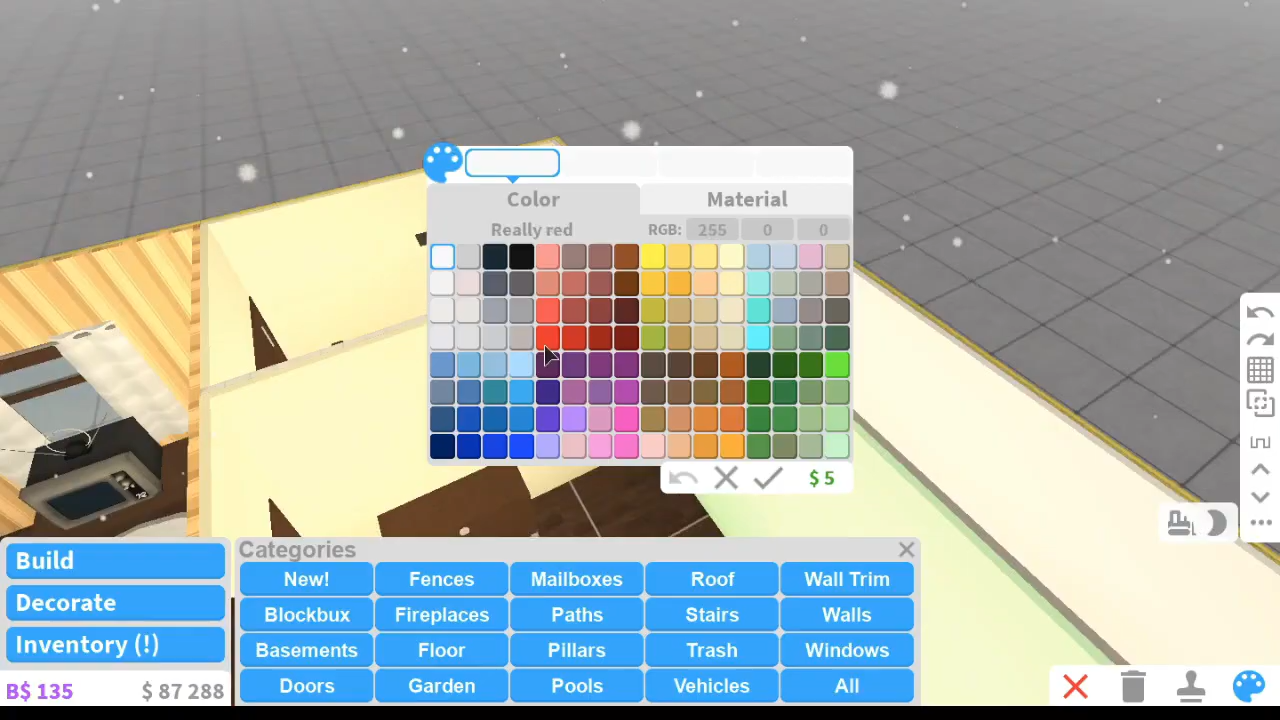 Color
Material
Really red
RGB: 255 0 0
$ 5
Build
Decorate
Inventory (!)
B$ 135
$ 87 288
Categories
New!
Fences
Mailboxes
Roof
Wall Trim
Blockbux
Fireplaces
Paths
Stairs
Walls
Basements
Floor
Pillars
Trash
Windows
Doors
Garden
Pools
Vehicles
All